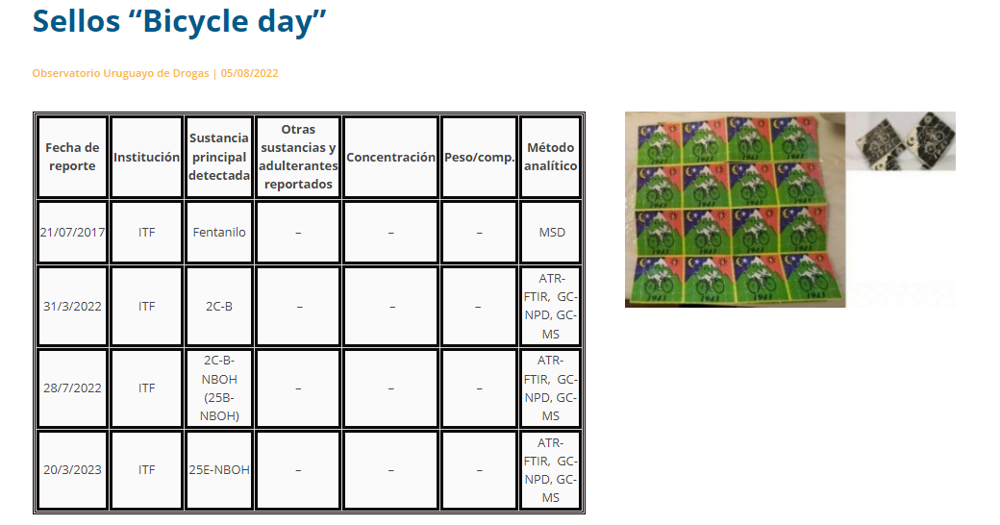 Sellos “Bicycle day”
Observatorio Uruguayo de Drogas | 05/08/2022
Fecha de
reporte
Institución
Sustancia
principal
detectada
Otras
sustancias y
adulterantes
reportados
Concentración
Peso/comp.
Método
analítico
21/07/2017
ITF
Fentanilo
–
–
–
MSD
31/3/2022
ITF
2C-B
–
–
–
ATR-
FTIR, GC-
NPD, GC-
MS
28/7/2022
ITF
2C-B-
NBOH
(25B-
NBOH)
–
–
–
ATR-
FTIR, GC-
NPD, GC-
MS
20/3/2023
ITF
25E-NBOH
–
–
–
ATR-
FTIR, GC-
NPD, GC-
MS
1943 1943 1943 1943
1943 1943 1943 1943
1943 1943 1943 1943
1943 1943 1943 1943